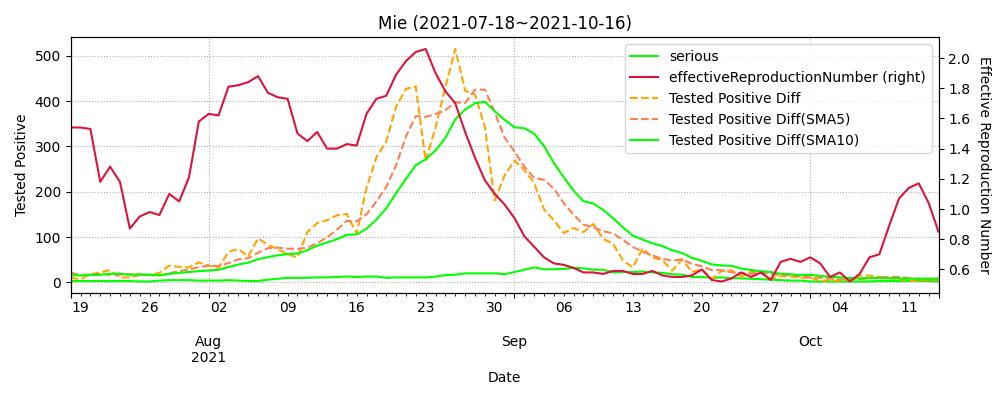 Mie (2021-07-18~2021-10-16)
serious
effectiveReproductionNumber (right)
Tested Positive Diff
Tested Positive Diff(SMA5)
Tested Positive Diff(SMA10)
Tested Positive
500
400
300
200
100
0
2.0
1.8
1.6
1.4
1.2
1.0
0.8
0.6
Effective Reproduction Number
19 26 02 09 16 23 30 06 13 20 27 04 11
Aug Sep Oct
2021
Date